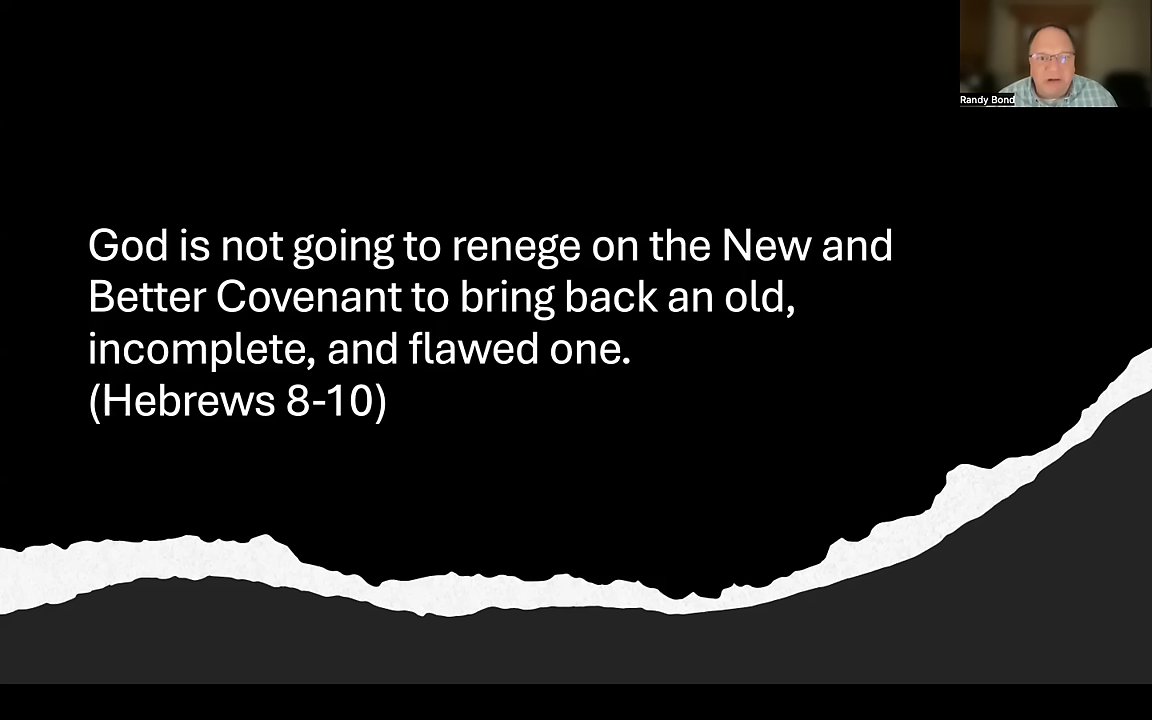 Randy Bond
God is not going to renege on the New and
Better Covenant to bring back an old,
incomplete, and flawed one.
(Hebrews 8-10)